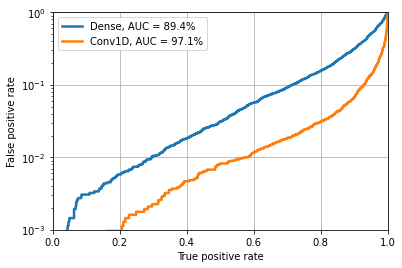 Dense, AUC = 89.4%
Conv1D, AUC = 97.1%
10⁰
10⁻¹
10⁻²
10⁻³
False positive rate
0.0 0.2 0.4 0.6 0.8 1.0
True positive rate